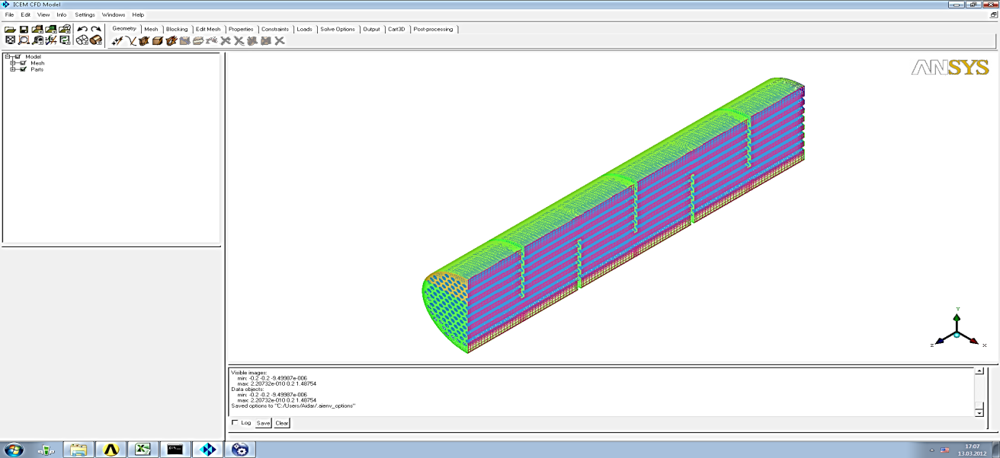 ICEM CFD Model
File Edit View Info Settings Windows Help
Geometry Mesh Blocking Edit Mesh Properties Constraints Loads Solve Options Output Cart3D Post-processing
Model
Mesh
Parts
ANSYS
Y
Z
X
Visible images:
min: -0.2 -0.2 -9.49987e-006
max: 2.20732e-010 0.2 1.48754
Data objects:
min: -0.2 -0.2 -9.49987e-006
max: 2.20732e-010 0.2 1.48754
Saved options to "C:/Users/Aidar/.aienv_options"
Log Save Clear
17:07
13.03.2012